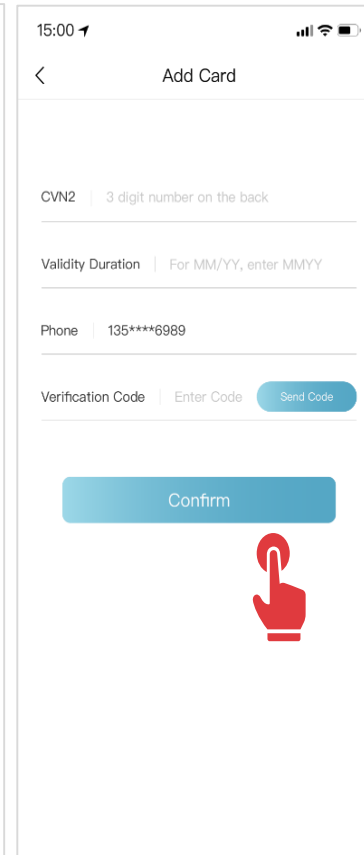 15:00
Add Card
CVN2 3 digit number on the back
Validity Duration For MM/YY, enter MMYY
Phone 135****6989
Verification Code Enter Code Send Code
Confirm